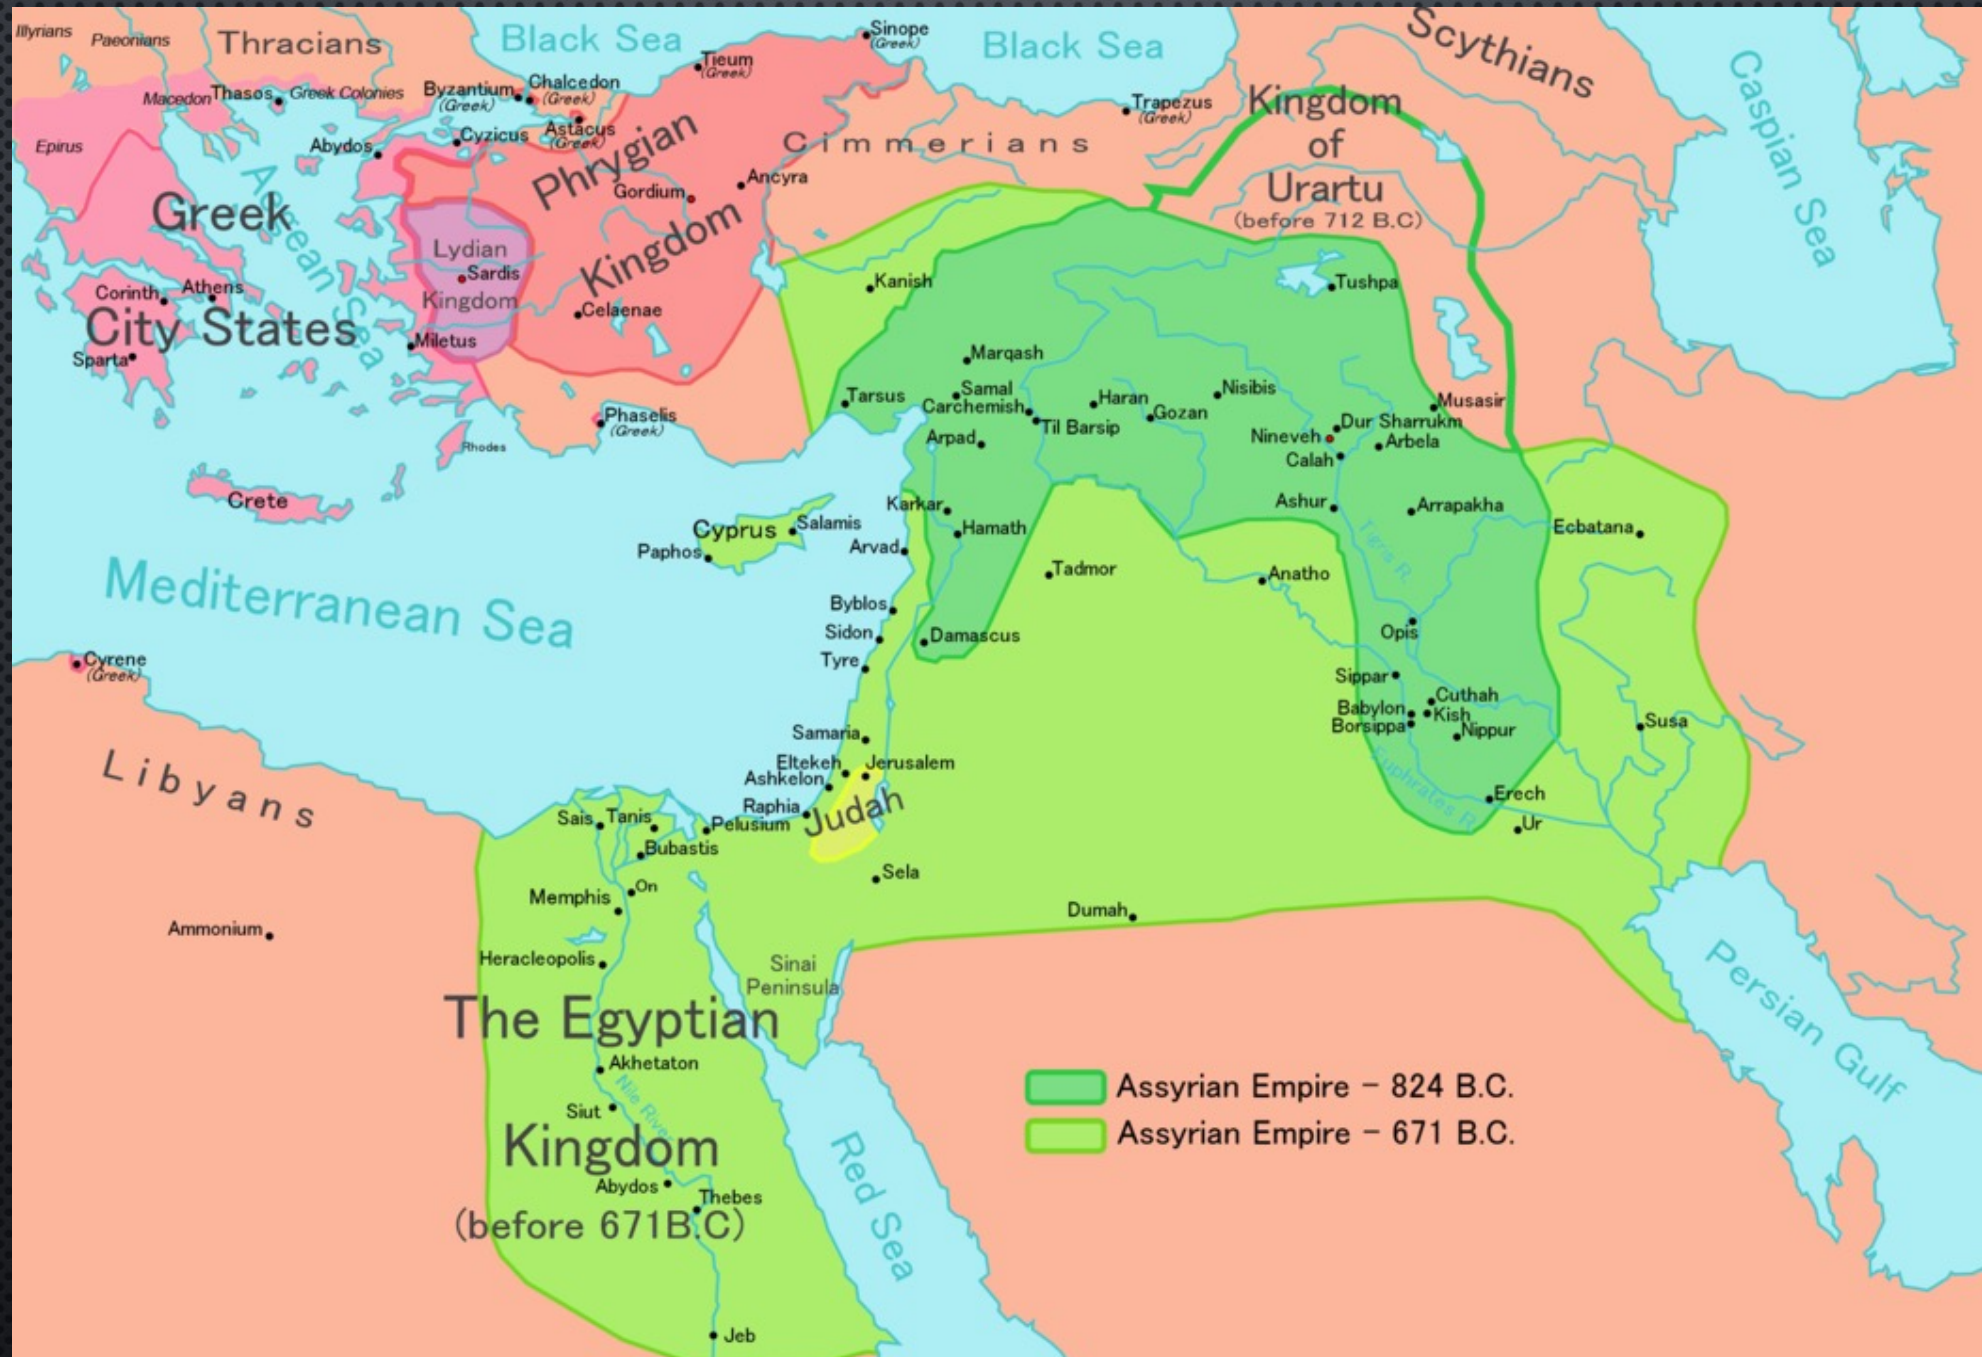 Illyrians
Paeonians
Thracians
Black Sea
Sinope
(Greek)
Black Sea
Scythians
Caspian Sea
Tieum
(Greek)
Macedon
Thasos
Greek Colonies
Byzantium
(Greek)
Chalcedon
(Greek)
Astacus
(Greek)
Trapezus
(Greek)
Kingdom
of
Urartu
(before 712 B.C)
Epirus
Abydos
Cyzicus
Cimmerians
Phrygian
Kingdom
Gordium
Ancyra
Aegean Sea
Greek
City States
Lydian
Kingdom
Sardis
Corinth
Athens
Sparta
Miletus
Celaenae
Kanish
Tushpa
Marqash
Tarsus
Samal
Carchemish
Til Barsip
Haran
Gozan
Nisibis
Musasir
Dur Sharrukm
Nineveh
Arbela
Calah
Arpad
Phaselis
(Greek)
Rhodes
Crete
Cyprus
Salamis
Paphos
Karkar
Hamath
Arvad
Ashur
Arrapakha
Ecbatana
Tigris R.
Mediterranean Sea
Tadmor
Anatho
Byblos
Sidon
Tyre
Damascus
Opis
Cyrene
(Greek)
Sippar
Cuthah
Babylon
Kish
Borsippa
Nippur
Susa
Samaria
Eltekeh
Jerusalem
Ashkelon
Raphia
Judah
Euphrates R.
Erech
Ur
Libyans
Sais
Tanis
Pelusium
Bubastis
Sela
On
Memphis
Dumah
Ammonium
Heracleopolis
Sinai
Peninsula
Persian Gulf
The Egyptian
Kingdom
(before 671B.C)
Akhetaton
Nile River
Siut
Abydos
Thebes
Red Sea
Jeb
Assyrian Empire - 824 B.C.
Assyrian Empire - 671 B.C.